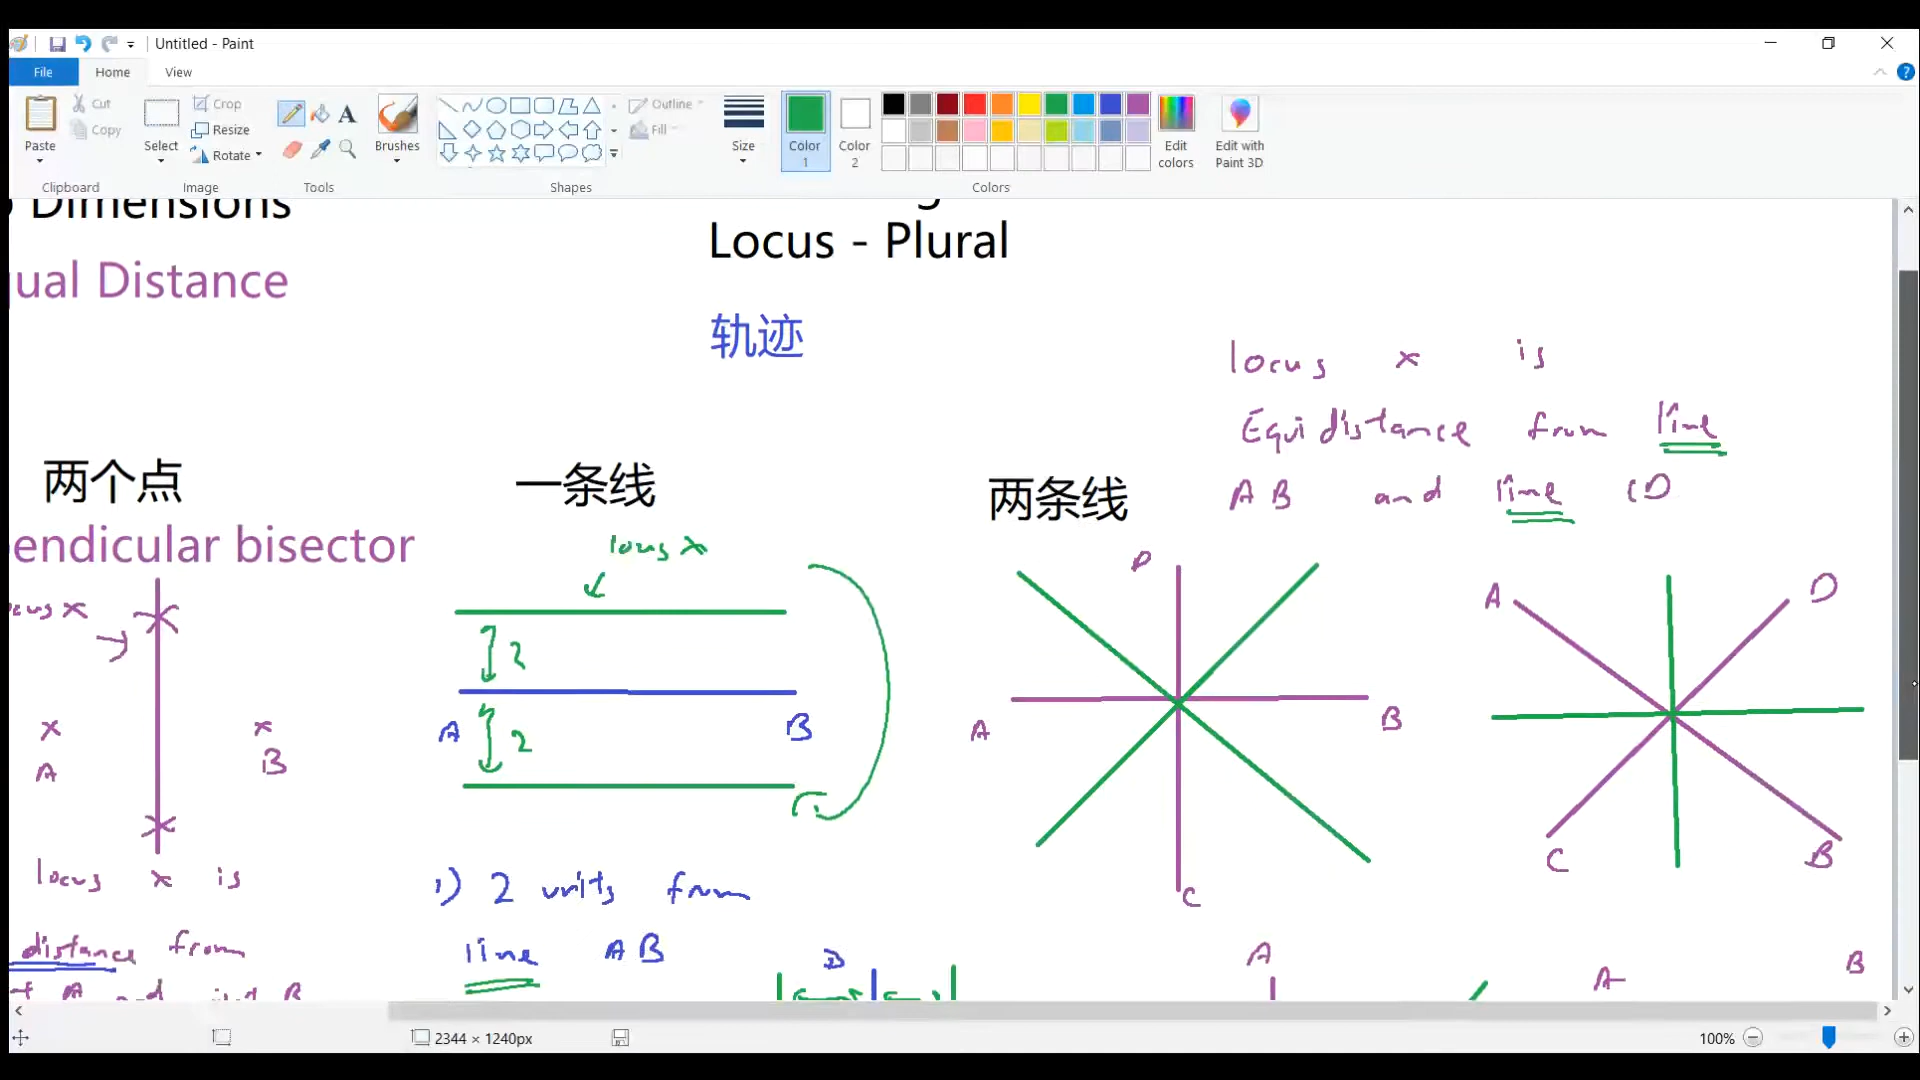 Untitled - Paint
File Home View
Paste
Cut
Copy
Clipboard
Select
Crop
Resize
Rotate
Image
Tools
Brushes
Shapes
Outline
Fill
Size
Color 1
Color 2
Colors
Edit colors
Edit with Paint 3D
Dimensions
ual Distance
Locus - Plural
轨迹
locus x is
Equidistance from line
AB and line CD
两个点
endicular bisector
一条线
两条线
locus x
2
A B
2
x x
A B
locus x is
distance from
A and B
1) 2 units from
line AB
D
D
A B
C
A D
C B
A
A B
2344 × 1240px
100%